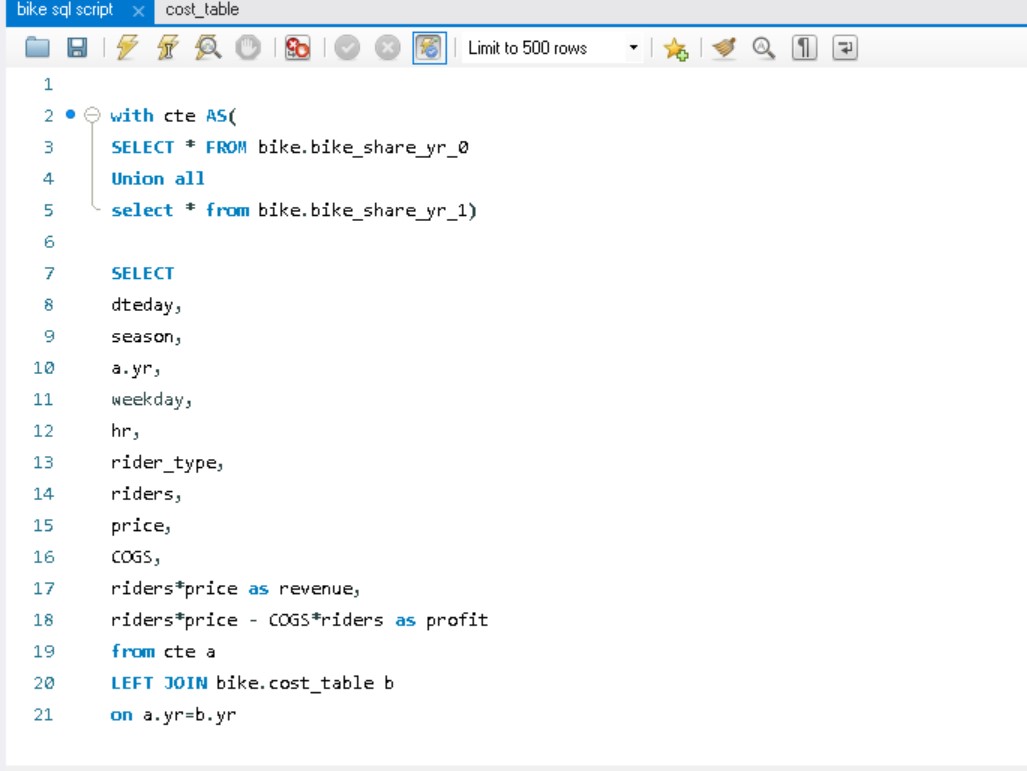 bike sql script × cost_table
Limit to 500 rows
1
2 with cte AS(
3 SELECT * FROM bike.bike_share_yr_0
4 Union all
5 select * from bike.bike_share_yr_1)
6
7 SELECT
8 dteday,
9 season,
10 a.yr,
11 weekday,
12 hr,
13 rider_type,
14 riders,
15 price,
16 COGS,
17 riders*price as revenue,
18 riders*price - COGS*riders as profit
19 from cte a
20 LEFT JOIN bike.cost_table b
21 on a.yr=b.yr